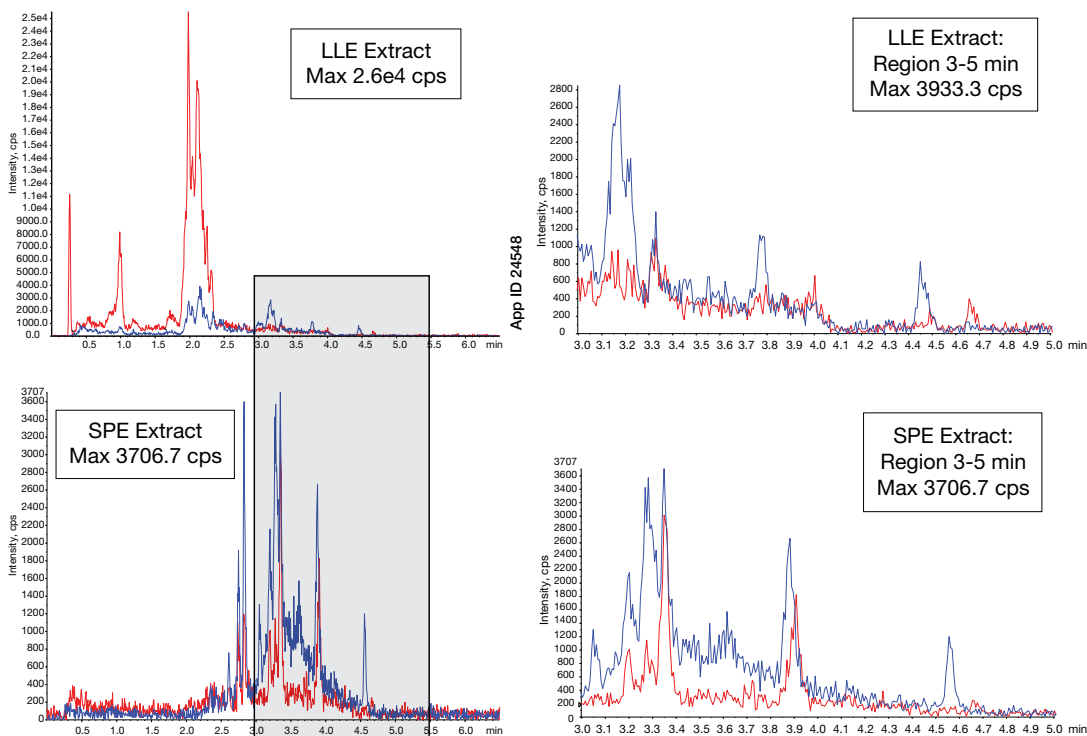 LLE Extract
Max 2.6e4 cps
Intensity, cps
2.5e4
2.4e4
2.2e4
2.1e4
2.0e4
1.8e4
1.6e4
1.5e4
1.4e4
1.3e4
1.1e4
1.0e4
9000.0
8000.0
7000.0
6000.0
5000.0
4000.0
3000.0
2000.0
1000.0
0.0
0.5 1.0 1.5 2.0 2.5 3.0 3.5 4.0 4.5 5.0 5.5 6.0 min
LLE Extract:
Region 3-5 min
Max 3933.3 cps
App ID 24548
Intensity, cps
2800
2600
2400
2200
2000
1800
1600
1400
1200
1000
800
600
400
200
0
3.0 3.1 3.2 3.3 3.4 3.5 3.6 3.7 3.8 3.9 4.0 4.1 4.2 4.3 4.4 4.5 4.6 4.7 4.8 4.9 5.0 min
SPE Extract
Max 3706.7 cps
Intensity, cps
3707
3600
3400
3200
3000
2800
2600
2400
2200
2000
1800
1600
1400
1200
1000
800
600
400
200
0
0.5 1.0 1.5 2.0 2.5 3.0 3.5 4.0 4.5 5.0 5.5 6.0 min
SPE Extract:
Region 3-5 min
Max 3706.7 cps
Intensity, cps
3707
3600
3400
3200
3000
2800
2600
2400
2200
2000
1800
1600
1400
1200
1000
800
600
400
200
0
3.0 3.1 3.2 3.3 3.4 3.5 3.6 3.7 3.8 3.9 4.0 4.1 4.2 4.3 4.4 4.5 4.6 4.7 4.8 4.9 5.0 min